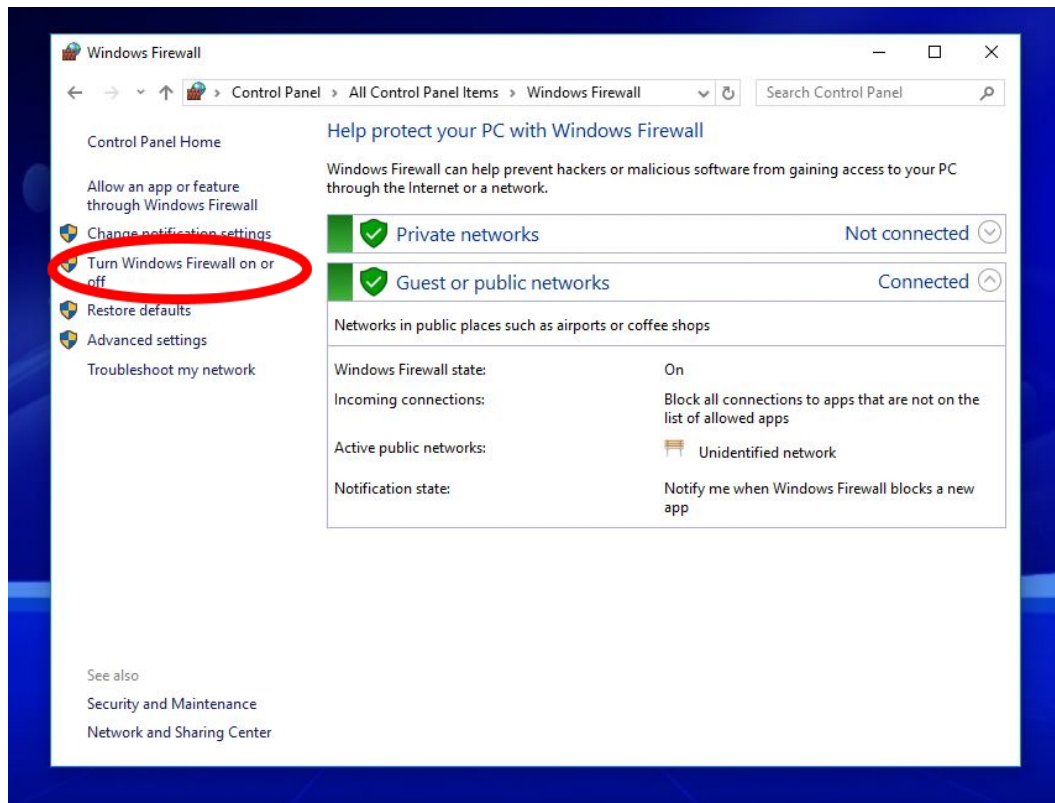 Windows Firewall
Control Panel > All Control Panel Items > Windows Firewall
Search Control Panel
Control Panel Home
Allow an app or feature
through Windows Firewall
Change notification settings
Turn Windows Firewall on or
off
Restore defaults
Advanced settings
Troubleshoot my network
See also
Security and Maintenance
Network and Sharing Center
Help protect your PC with Windows Firewall
Windows Firewall can help prevent hackers or malicious software from gaining access to your PC
through the Internet or a network.
Private networks Not connected
Guest or public networks Connected
Networks in public places such as airports or coffee shops
Windows Firewall state: On
Incoming connections: Block all connections to apps that are not on the
list of allowed apps
Active public networks: Unidentified network
Notification state: Notify me when Windows Firewall blocks a new
app